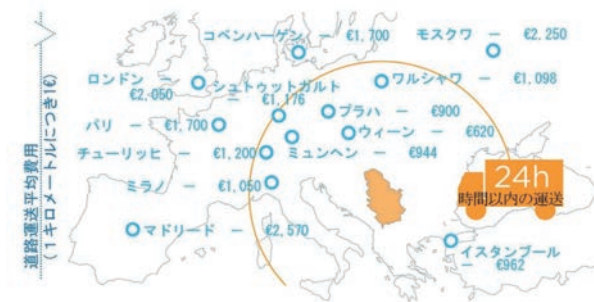 コペンハーゲン — €1,700
モスクワ — €2.250
ロンドン —
€2,050
シュトゥットガルト
— €1,176
ワルシャワ — €1,098
パリ — €1,700
プラハ — €900
ウィーン — €620
チューリッヒ — €1,200
ミュンヘン — €944
ミラノ — €1,050
マドリード — €2,570
イスタンブール
— €962
24h
時間以内の運送
道路運送平均費用
(1キロメートルにつき1€)